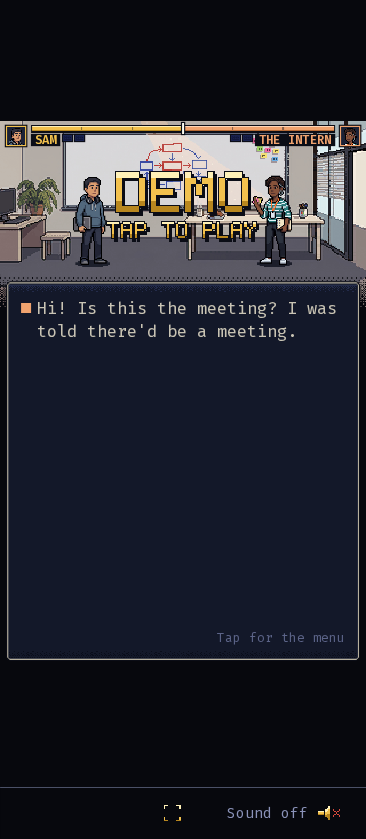 SAM
THE INTERN
DEMO
TAP TO PLAY
Hi! Is this the meeting? I was
told there'd be a meeting.
Tap for the menu
Sound off